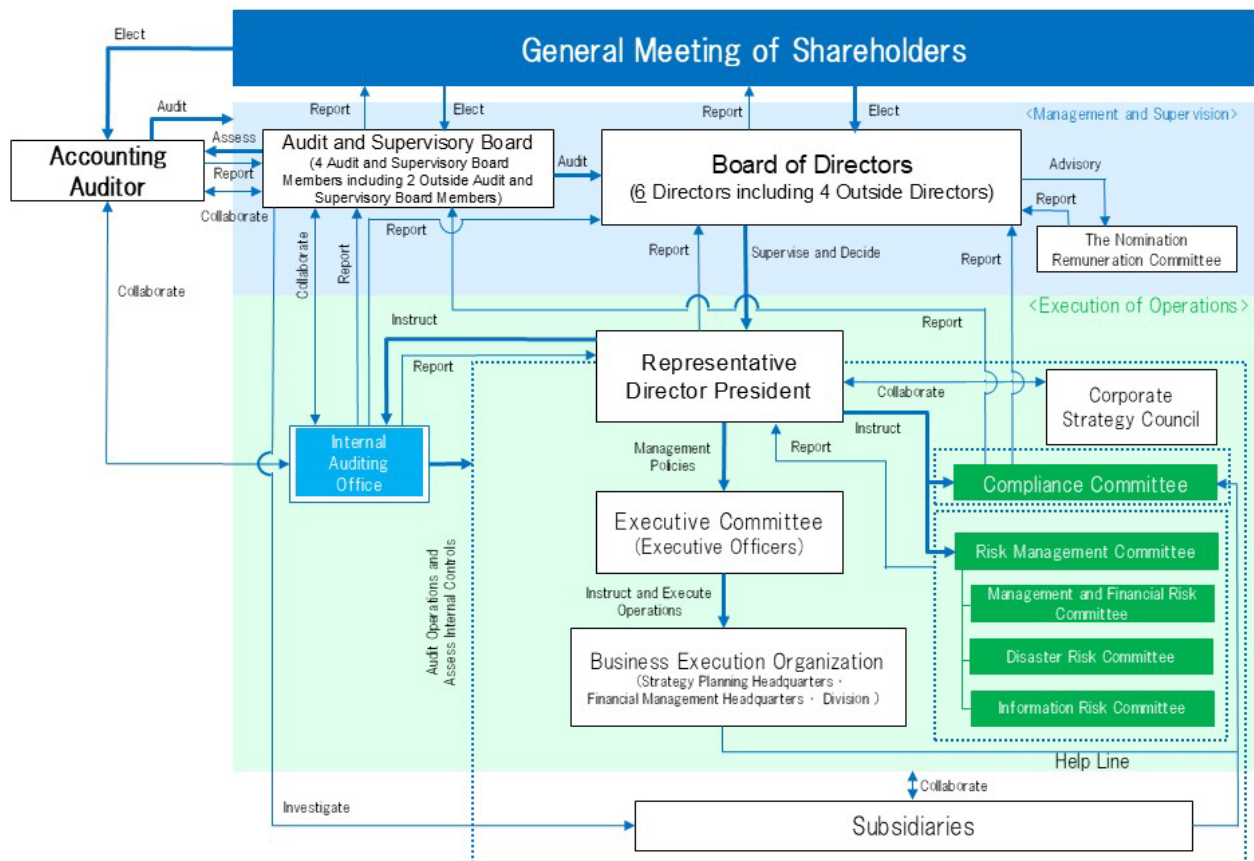 General Meeting of Shareholders
Elect
Audit
Report
Elect
Report
Elect
<Management and Supervision>
Accounting
Auditor
Assess
Report
Collaborate
Audit and Supervisory Board
(4 Audit and Supervisory Board
Members including 2 Outside Audit and
Supervisory Board Members)
Audit
Board of Directors
(6 Directors including 4 Outside Directors)
Advisory
Report
The Nomination
Remuneration Committee
Collaborate
Collaborate
Report
Report
Report
Supervise and Decide
Report
<Execution of Operations>
Instruct
Report
Report
Representative
Director President
Collaborate
Corporate
Strategy Council
Internal
Auditing
Office
Management
Policies
Report
Instruct
Compliance Committee
Executive Committee
(Executive Officers)
Risk Management Committee
Management and Financial Risk
Committee
Disaster Risk Committee
Information Risk Committee
Audit Operations and
Assess Internal Controls
Instruct and Execute
Operations
Business Execution Organization
(Strategy Planning Headquarters・
Financial Management Headquarters ・ Division )
Help Line
Collaborate
Investigate
Subsidiaries